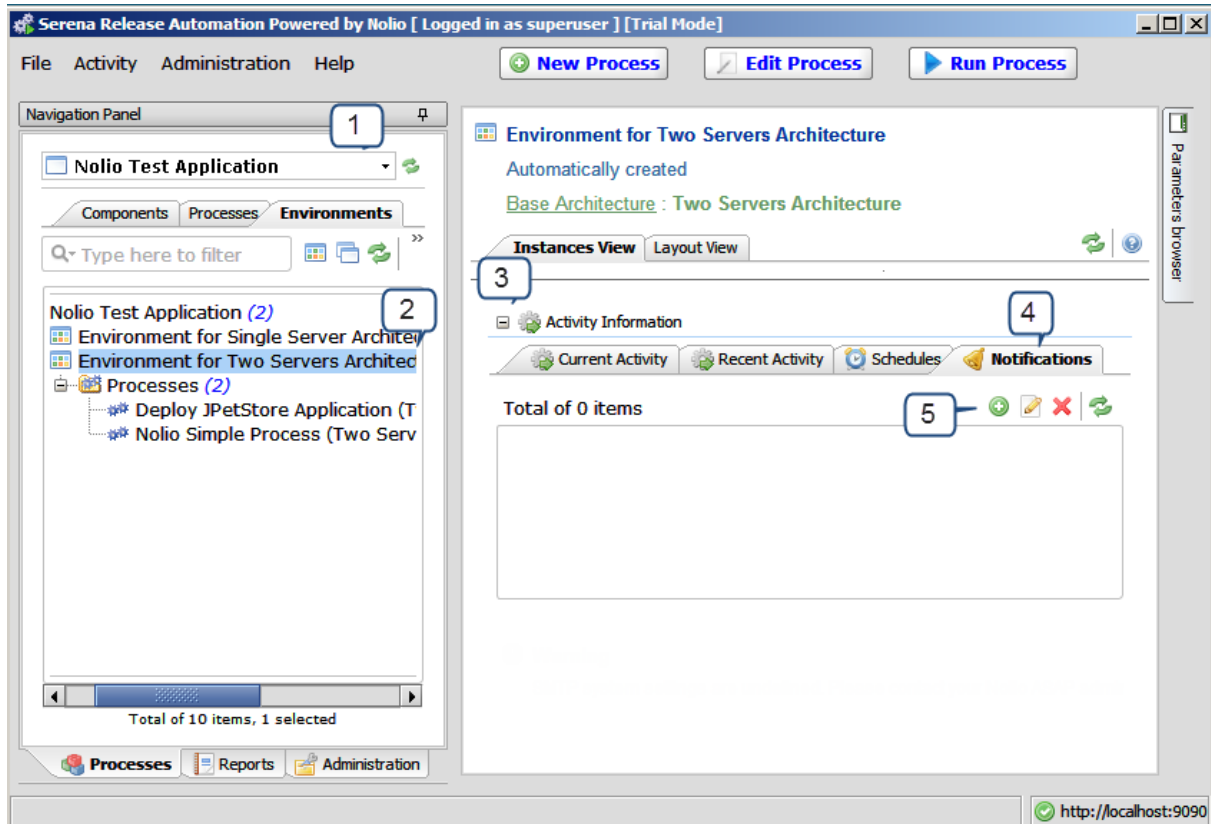 Serena Release Automation Powered by Nolio [ Logged in as superuser ] [Trial Mode]
File Activity Administration Help
New Process Edit Process Run Process
Navigation Panel
1
Nolio Test Application
Components Processes Environments
Type here to filter
»
Nolio Test Application (2)
2
Environment for Single Server Archite
Environment for Two Servers Architec
Processes (2)
Deploy JPetStore Application (T
Nolio Simple Process (Two Serv
Total of 10 items, 1 selected
Processes Reports Administration
Environment for Two Servers Architecture
Automatically created
Base Architecture : Two Servers Architecture
Instances View Layout View
3
4
Activity Information
Current Activity Recent Activity Schedules Notifications
Total of 0 items
5
Parameters browser
http://localhost:9090